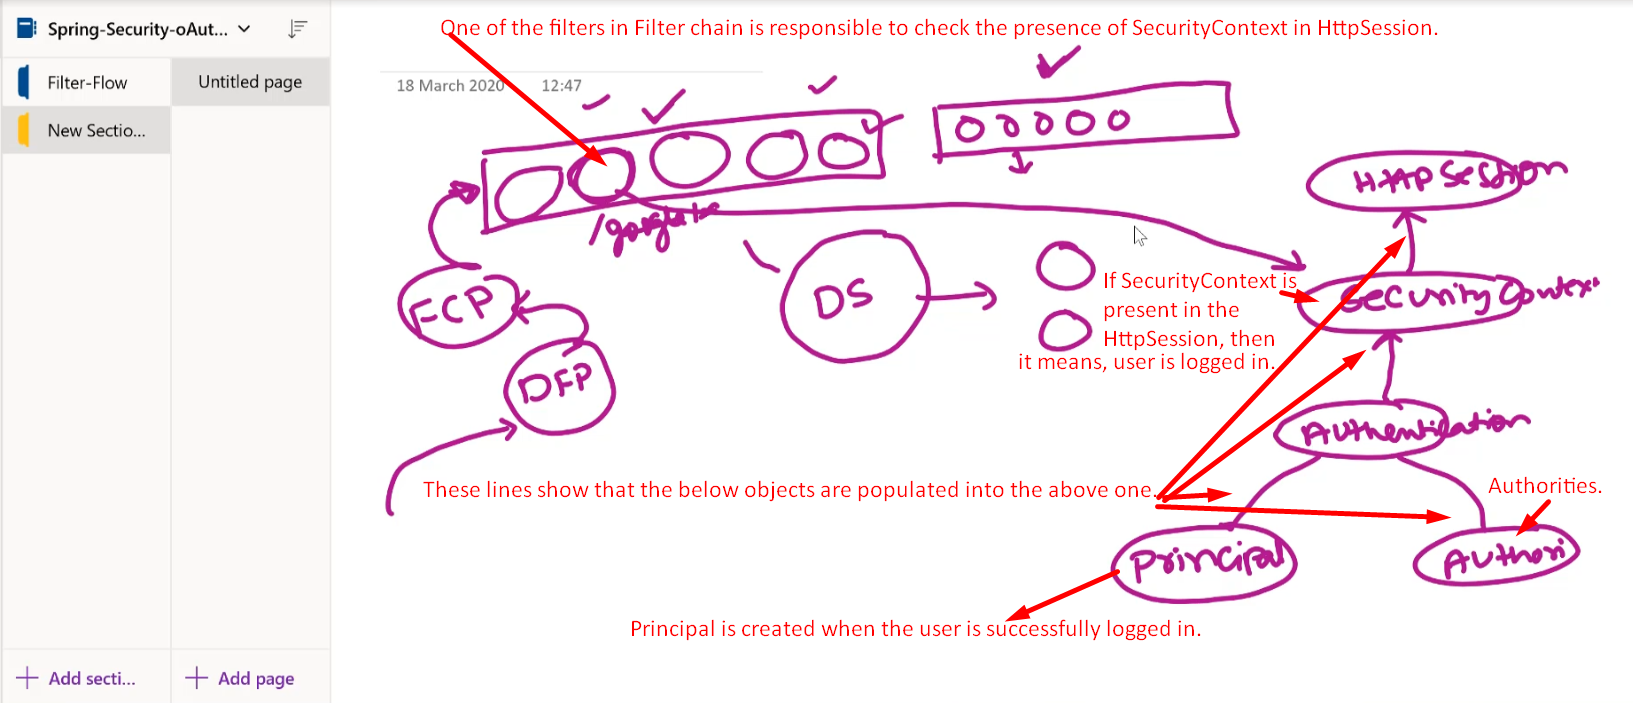 Spring-Security-oAut...
Filter-Flow
Untitled page
New Sectio...
Add secti...
Add page
One of the filters in Filter chain is responsible to check the presence of SecurityContext in HttpSession.
18 March 2020 12:47
HttpSession
FCP
DS
DFP
If SecurityContext is
present in the
HttpSession, then
it means, user is logged in.
Security Context
Authentication
These lines show that the below objects are populated into the above one.
Authorities.
Principal
Authori
Principal is created when the user is successfully logged in.